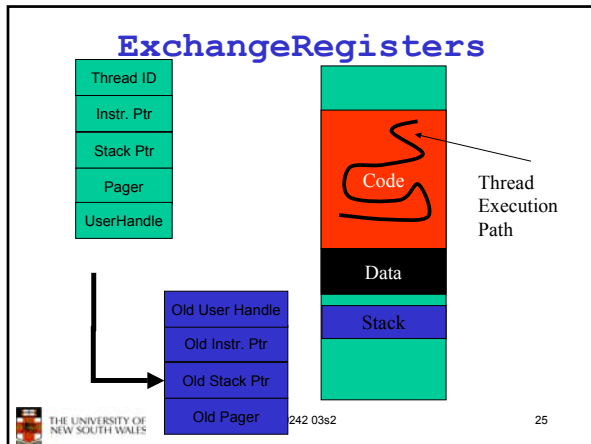 ExchangeRegisters
Thread ID
Instr. Ptr
Stack Ptr
Pager
UserHandle
Code
Data
Stack
Thread
Execution
Path
Old User Handle
Old Instr. Ptr
Old Stack Ptr
Old Pager
THE UNIVERSITY OF
NEW SOUTH WALES
242 03s2
25